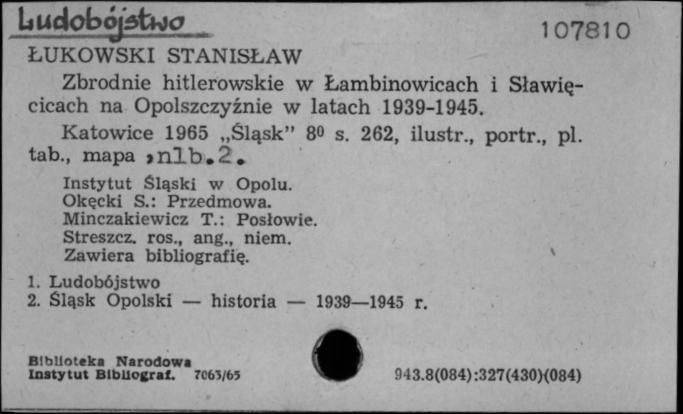 Ludobójstwo
107810
ŁUKOWSKI STANISŁAW
Zbrodnie hitlerowskie w Łambinowicach i Sławię-
cicach na Opolszczyźnie w latach 1939-1945.
Katowice 1965 „Śląsk” 8⁰ s. 262, ilustr., portr., pl.
tab., mapa , nlb. 2.
Instytut Śląski w Opolu.
Okęcki S.: Przedmowa.
Minczakiewicz T.: Posłowie.
Streszcz. ros., ang., niem.
Zawiera bibliografię.
1. Ludobójstwo
2. Śląsk Opolski — historia — 1939—1945 r.
Biblioteka Narodowa
Instytut Bibliograf. 7063/65
943.8(084):327(430)(084)